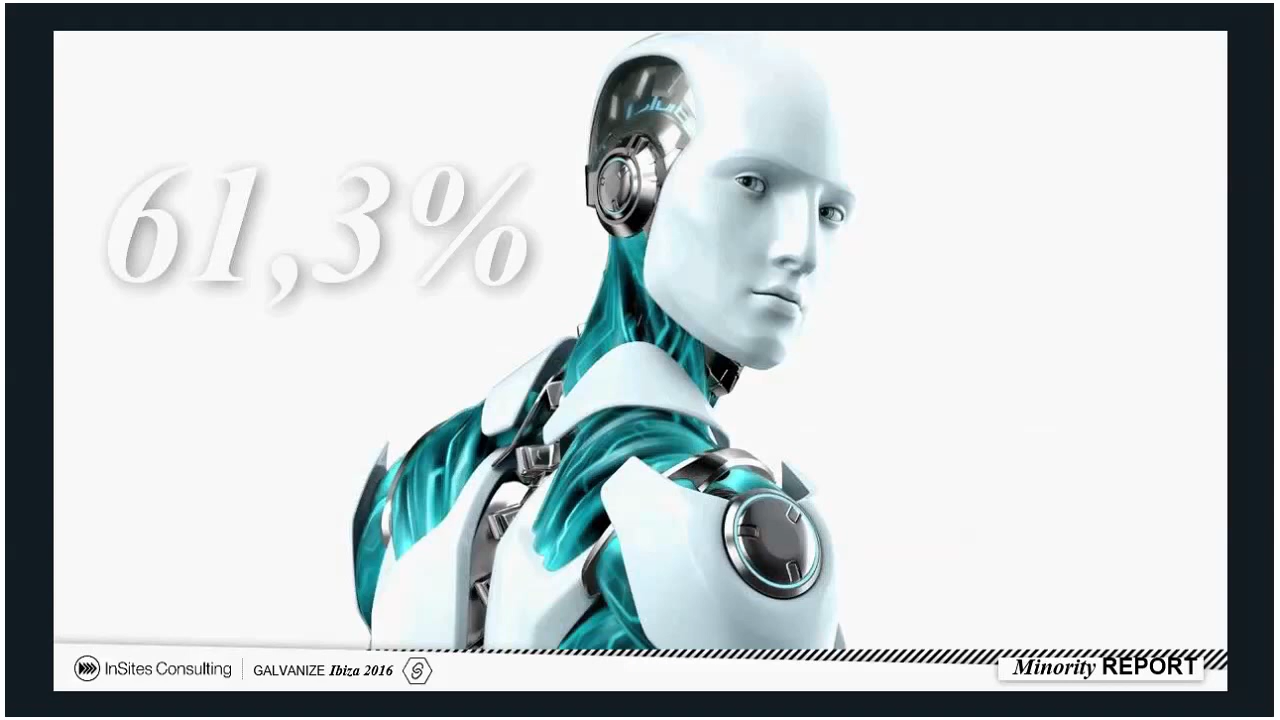 61,3%
InSites Consulting | GALVANIZE Ibiza 2016
Minority REPORT